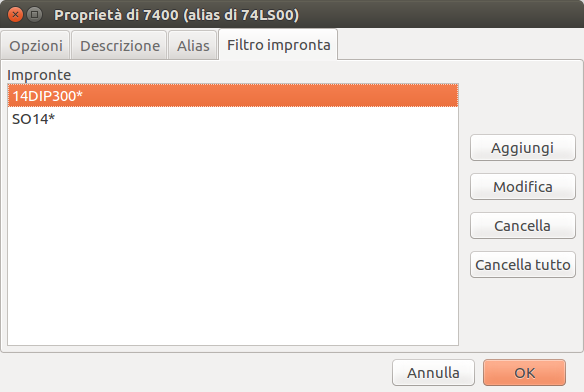 Proprietà di 7400 (alias di 74LS00)
Opzioni Descrizione Alias Filtro impronta
Impronte
14DIP300*
SO14*
Aggiungi
Modifica
Cancella
Cancella tutto
Annulla OK